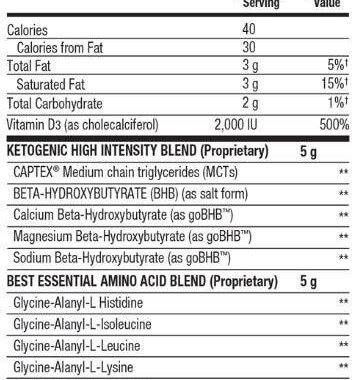 Serving Value
Calories 40
Calories from Fat 30
Total Fat 3 g 5%†
Saturated Fat 3 g 15%†
Total Carbohydrate 2 g 1%†
Vitamin D3 (as cholecalciferol) 2,000 IU 500%
KETOGENIC HIGH INTENSITY BLEND (Proprietary) 5 g
CAPTEX® Medium chain triglycerides (MCTs) **
BETA-HYDROXYBUTYRATE (BHB) (as salt form) **
Calcium Beta-Hydroxybutyrate (as goBHB™) **
Magnesium Beta-Hydroxybutyrate (as goBHB™) **
Sodium Beta-Hydroxybutyrate (as goBHB™) **
BEST ESSENTIAL AMINO ACID BLEND (Proprietary) 5 g
Glycine-Alanyl-L Histidine **
Glycine-Alanyl-L-Isoleucine **
Glycine-Alanyl-L-Leucine **
Glycine-Alanyl-L-Lysine **